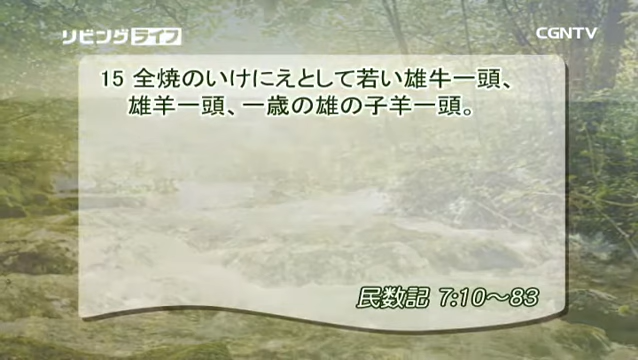 リビングライフ
CGNTV
15 全焼のいけにえとして若い雄牛一頭、
雄羊一頭、一歳の雄の子羊一頭。
民数記 7:10～83